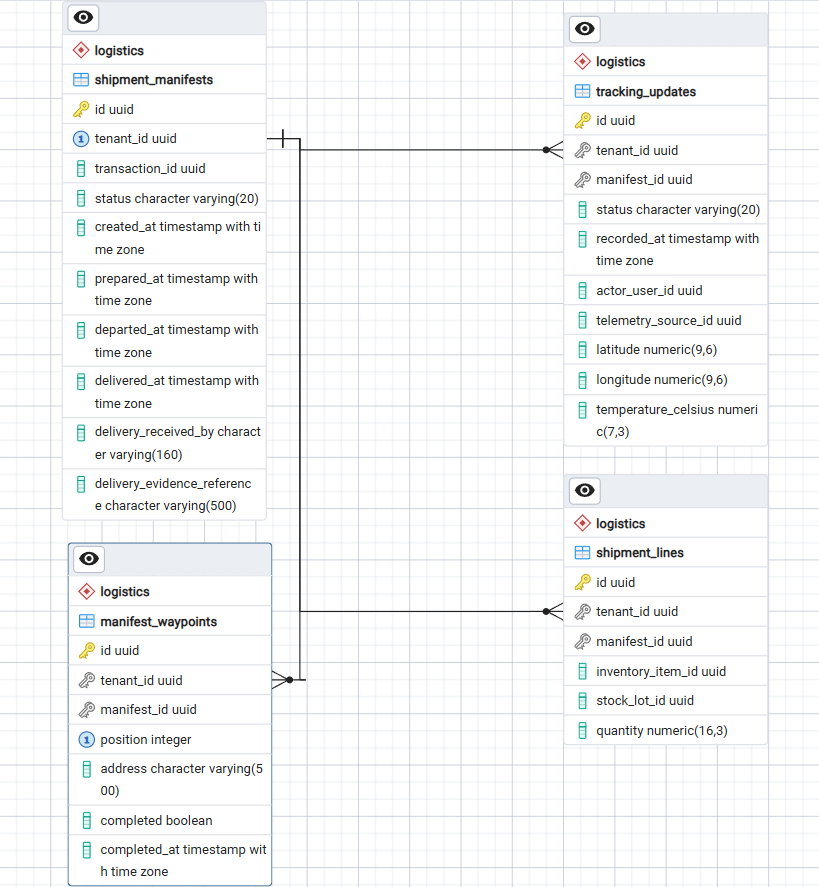 logistics
shipment_manifests
id uuid
1 tenant_id uuid
transaction_id uuid
status character varying(20)
created_at timestamp with ti
me zone
prepared_at timestamp with
time zone
departed_at timestamp with
time zone
delivered_at timestamp with
time zone
delivery_received_by charact
er varying(160)
delivery_evidence_referenc
e character varying(500)
logistics
manifest_waypoints
id uuid
tenant_id uuid
manifest_id uuid
1 position integer
address character varying(5
00)
completed boolean
completed_at timestamp wit
h time zone
logistics
tracking_updates
id uuid
tenant_id uuid
manifest_id uuid
status character varying(20)
recorded_at timestamp with
time zone
actor_user_id uuid
telemetry_source_id uuid
latitude numeric(9,6)
longitude numeric(9,6)
temperature_celsius numeri
c(7,3)
logistics
shipment_lines
id uuid
tenant_id uuid
manifest_id uuid
inventory_item_id uuid
stock_lot_id uuid
quantity numeric(16,3)